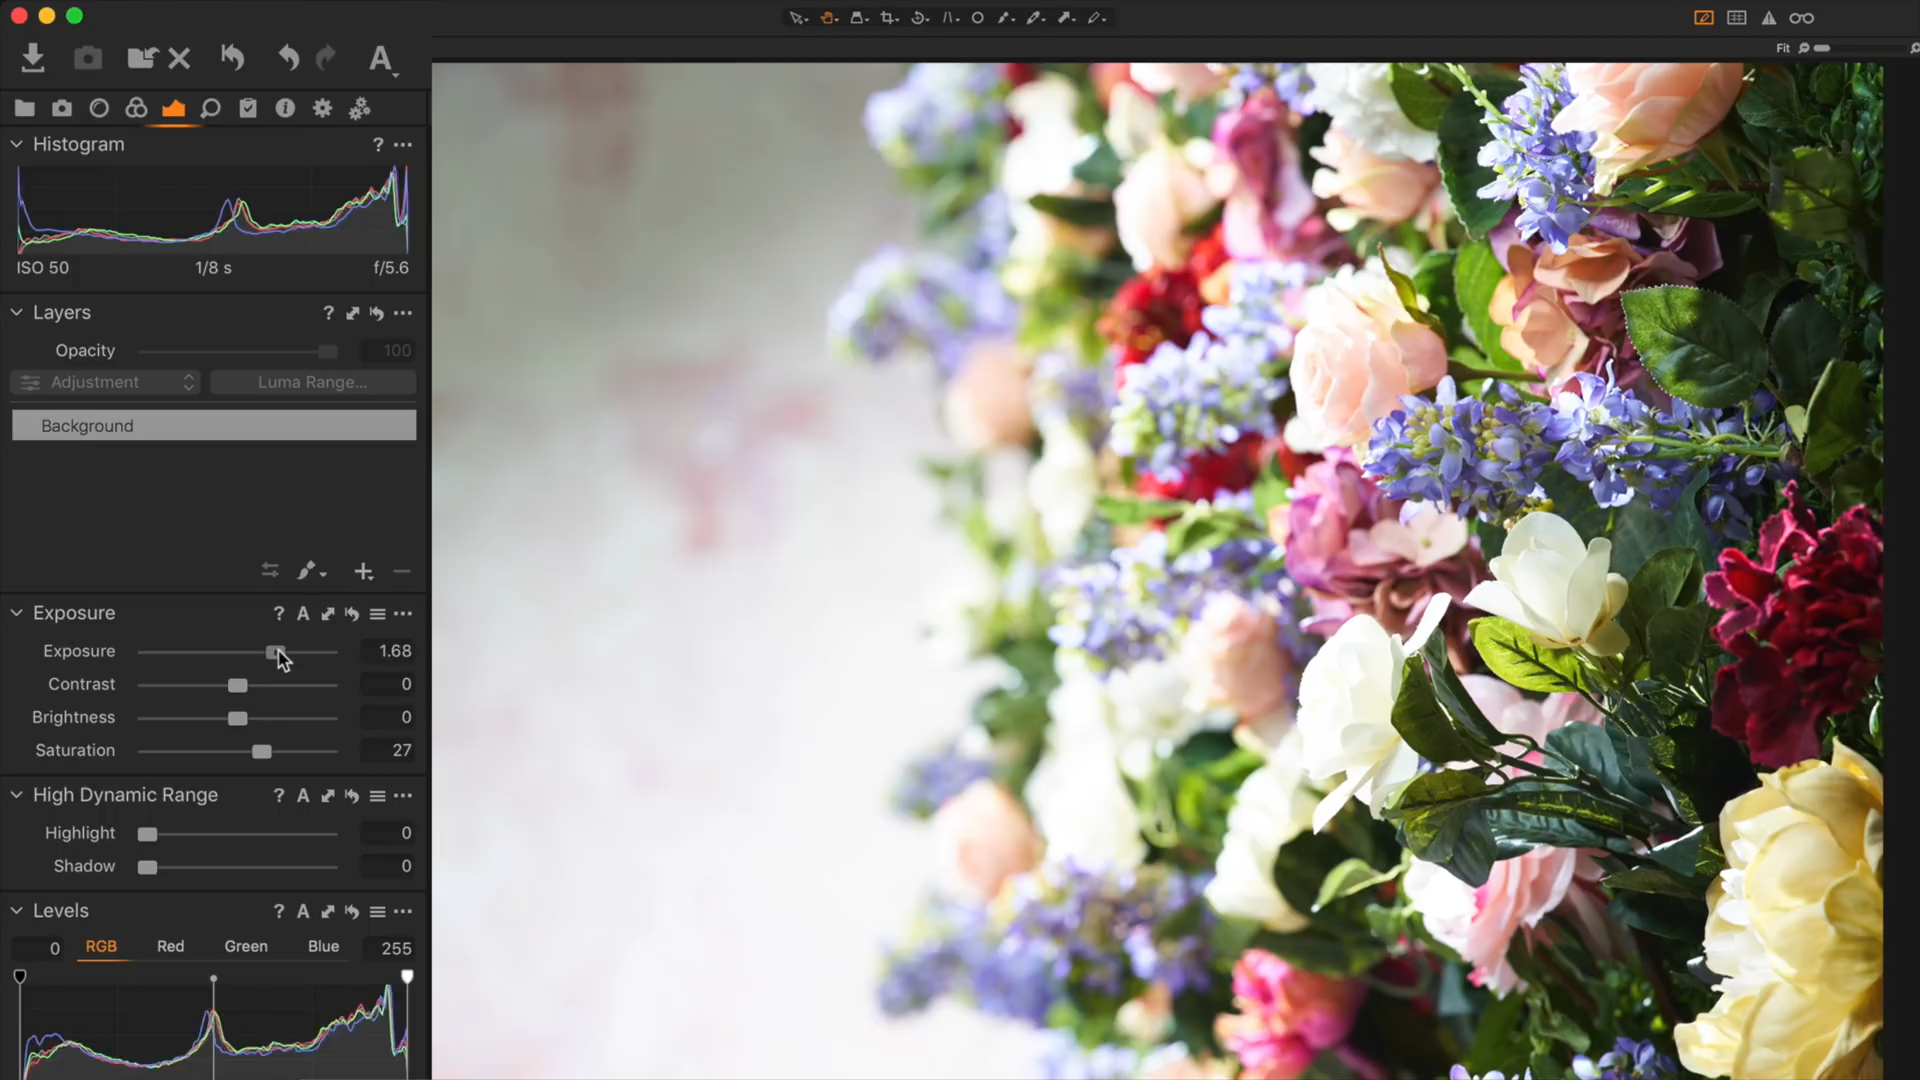 Fit
A
Histogram ?
ISO 50 1/8 s f/5.6
Layers ?
Opacity 100
Adjustment Luma Range...
Background
Exposure ? A
Exposure 1.68
Contrast 0
Brightness 0
Saturation 27
High Dynamic Range ? A
Highlight 0
Shadow 0
Levels ? A
0 RGB Red Green Blue 255